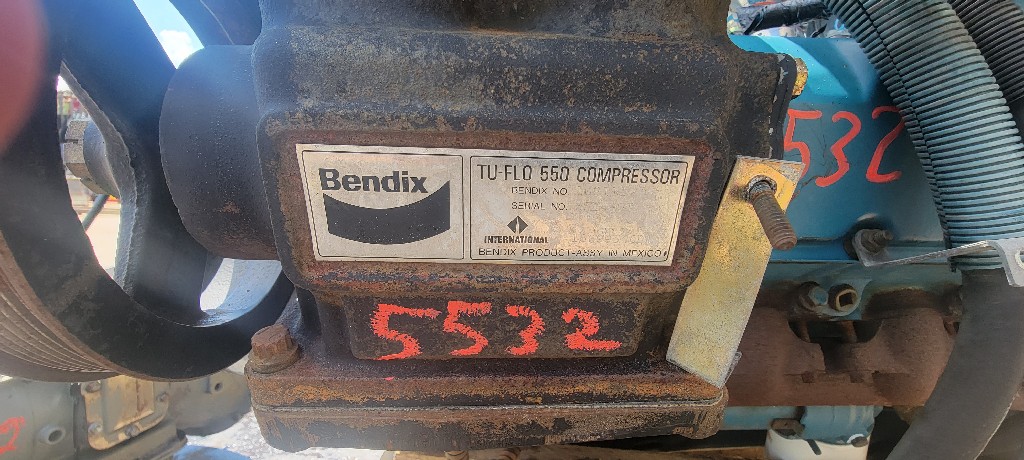 Bendix
TU-FLO 550 COMPRESSOR
BENDIX NO.
SERIAL NO.
INTERNATIONAL
BENDIX PRODUCT-ASSY IN MEXICO
5532
532